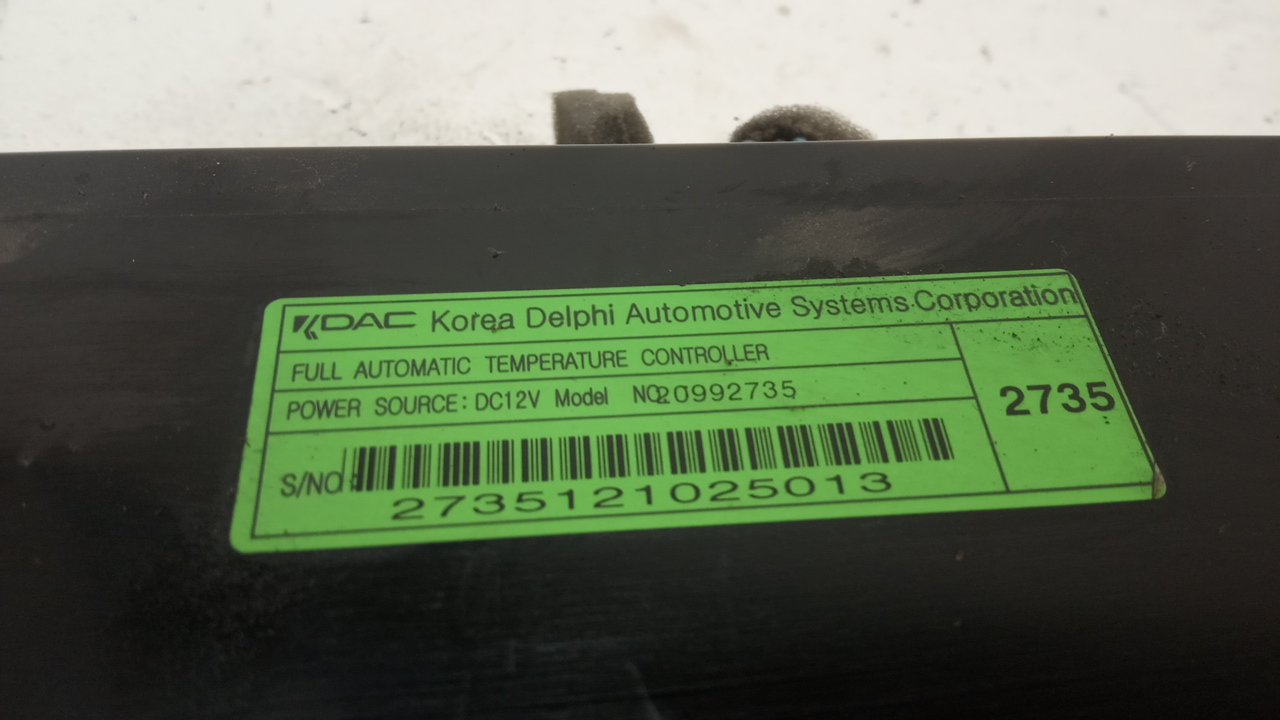 KDAC Korea Delphi Automotive Systems Corporation
FULL AUTOMATIC TEMPERATURE CONTROLLER
POWER SOURCE: DC12V Model NO 20992735
2735
S/NO
2735121025013